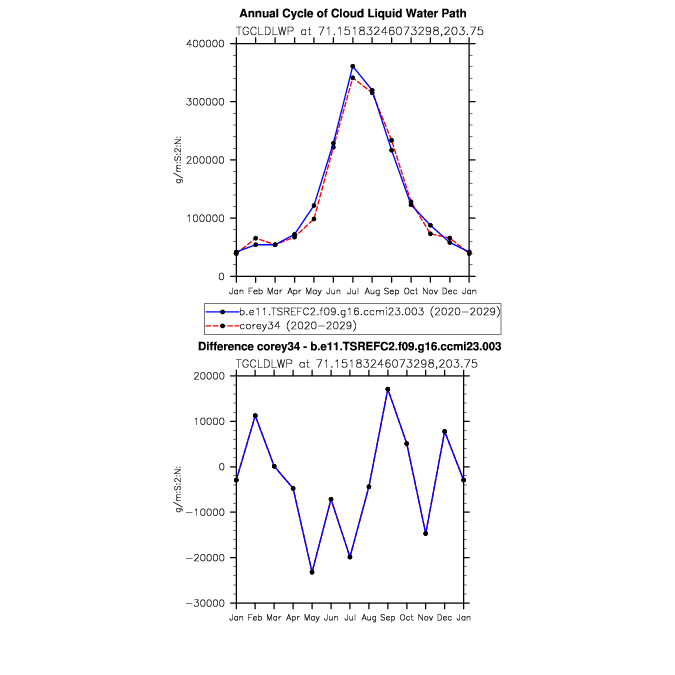 Annual Cycle of Cloud Liquid Water Path
TGCLDLWP at 71.15183246073298,203.75
400000
300000
200000
100000
0
g/m:S:2:N:
Jan Feb Mar Apr May Jun Jul Aug Sep Oct Nov Dec Jan
b.e11.TSREFC2.f09.g16.ccmi23.003 (2020-2029)
corey34 (2020-2029)
Difference corey34 - b.e11.TSREFC2.f09.g16.ccmi23.003
TGCLDLWP at 71.15183246073298,203.75
20000
10000
0
-10000
-20000
-30000
g/m:S:2:N:
Jan Feb Mar Apr May Jun Jul Aug Sep Oct Nov Dec Jan